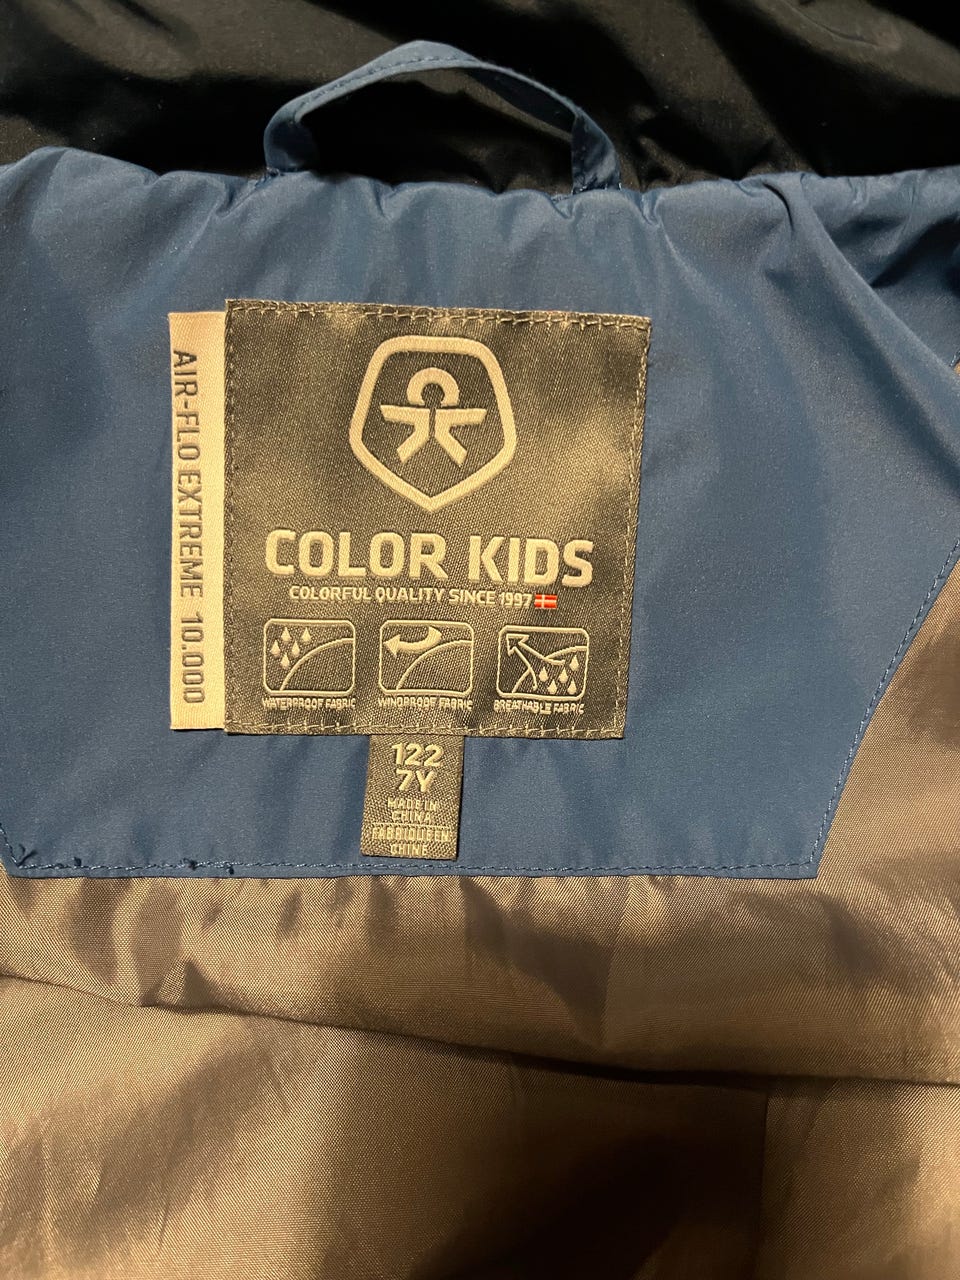 AIR-FLO EXTREME 10.000
COLOR KIDS
COLORFUL QUALITY SINCE 1997
WATERPROOF FABRIC
WINDPROOF FABRIC
BREATHABLE FABRIC
122
7Y
MADE IN
CHINA
FABRIQUE EN
CHINE